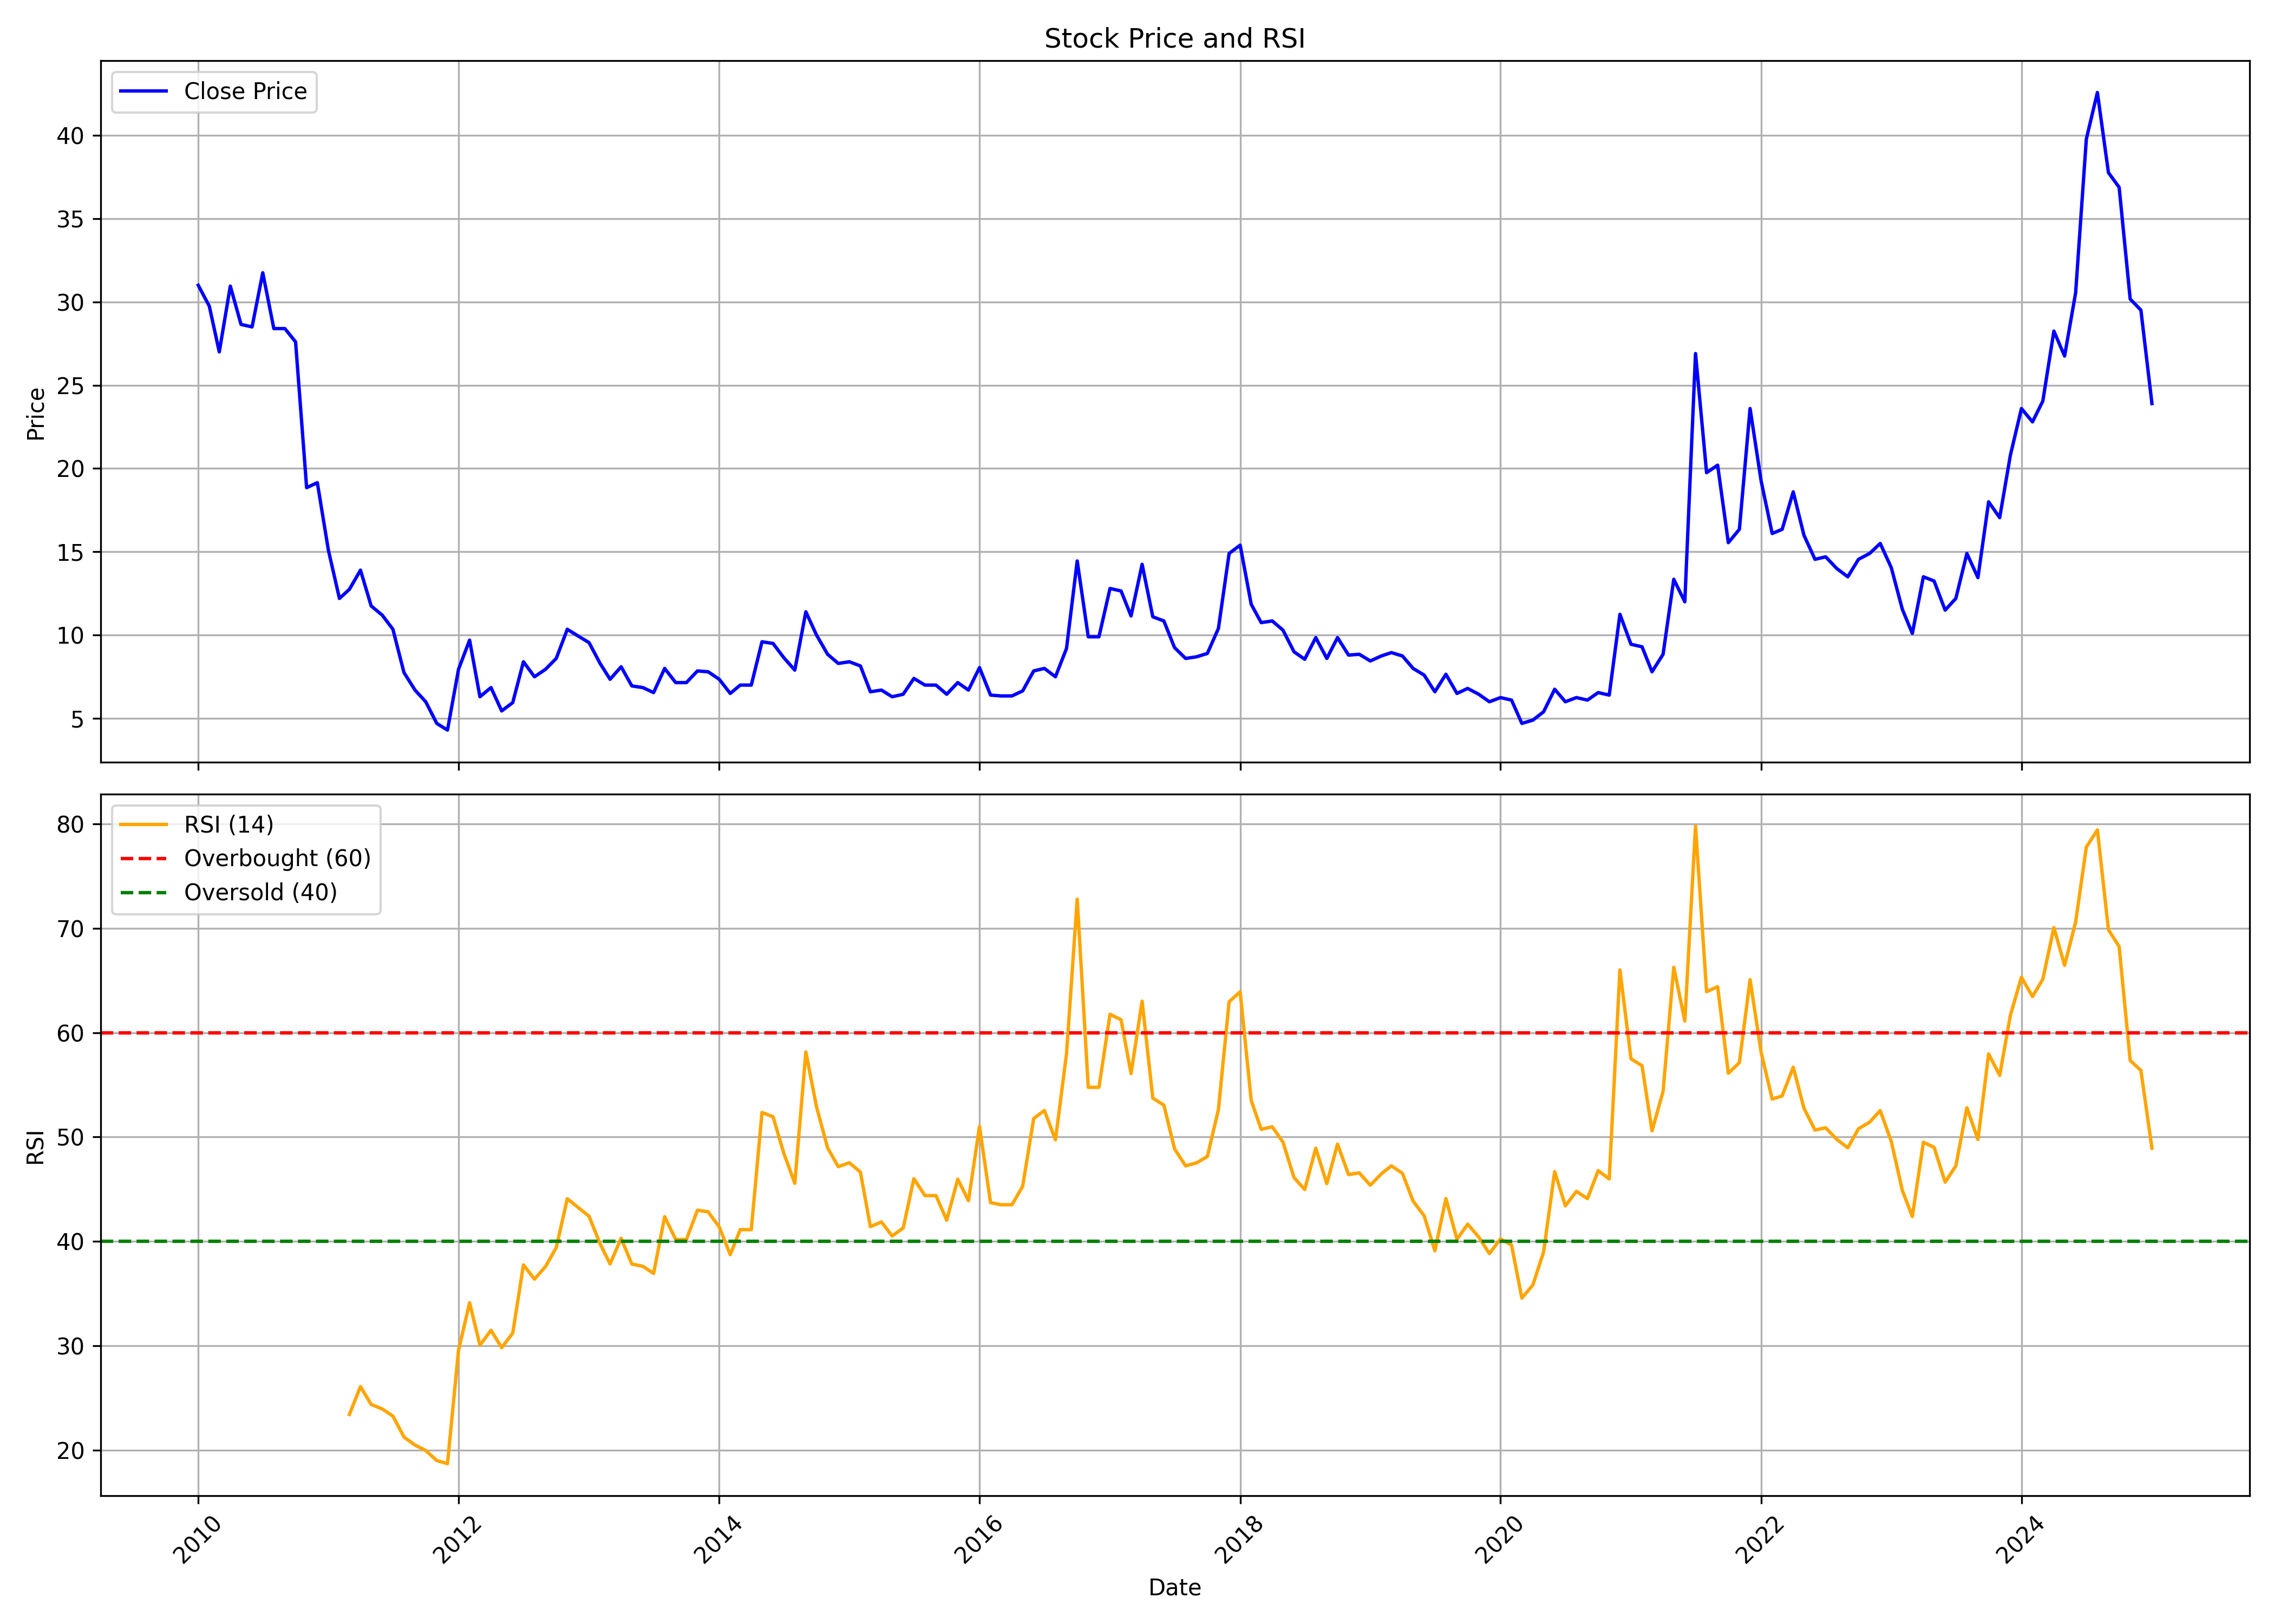 Stock Price and RSI
Close Price
40
35
30
25
20
15
10
5
Price
RSI (14)
Overbought (60)
Oversold (40)
80
70
60
50
40
30
20
RSI
2010
2012
2014
2016
2018
2020
2022
2024
Date